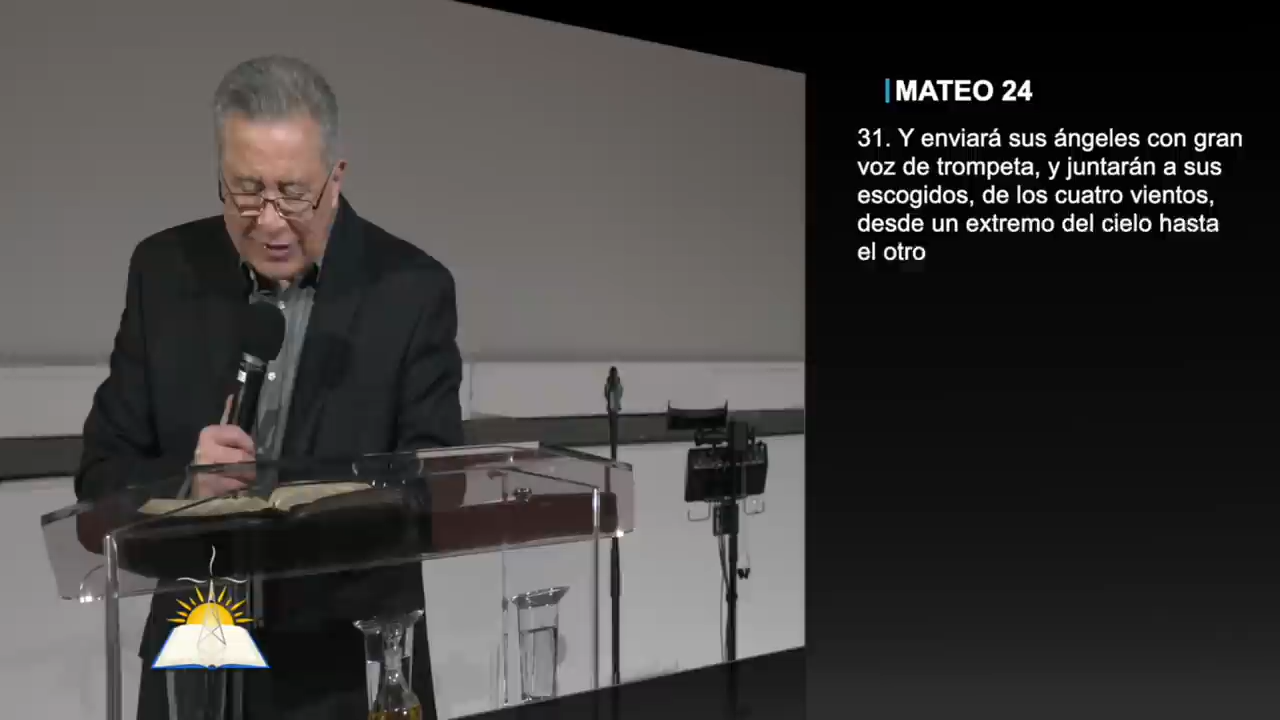 MATEO 24
31. Y enviará sus ángeles con gran
voz de trompeta, y juntarán a sus
escogidos, de los cuatro vientos,
desde un extremo del cielo hasta
el otro